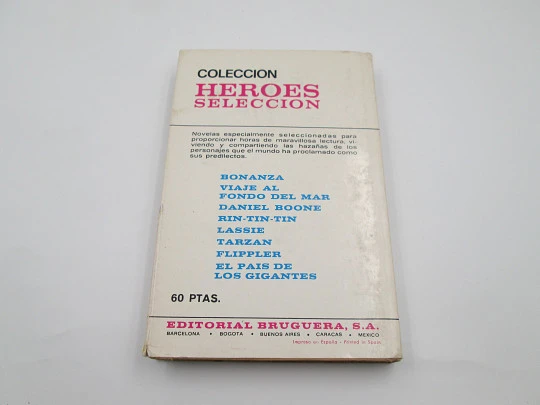 COLECCION
HEROES
SELECCION
Novelas especialmente seleccionadas para
proporcionar horas de maravillosa lectura, vi-
viendo y compartiendo las hazañas de los
personajes que el mundo ha proclamado como
sus predilectos.
BONANZA
VIAJE AL
FONDO DEL MAR
DANIEL BOONE
RIN-TIN-TIN
LASSIE
TARZAN
FLIPPLER
EL PAIS DE
LOS GIGANTES
60 PTAS.
EDITORIAL BRUGUERA, S.A.
BARCELONA • BOGOTA • BUENOS AIRES • CARACAS • MEXICO
Impreso en España - Printed in Spain